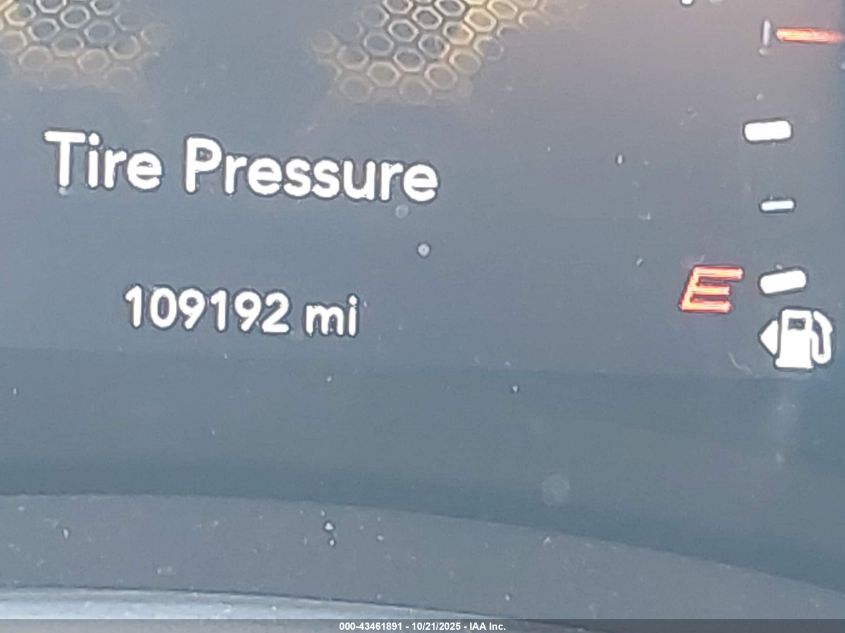 Tire Pressure
109192 mi
E
000-43461891 - 10/21/2025 - IAA Inc.